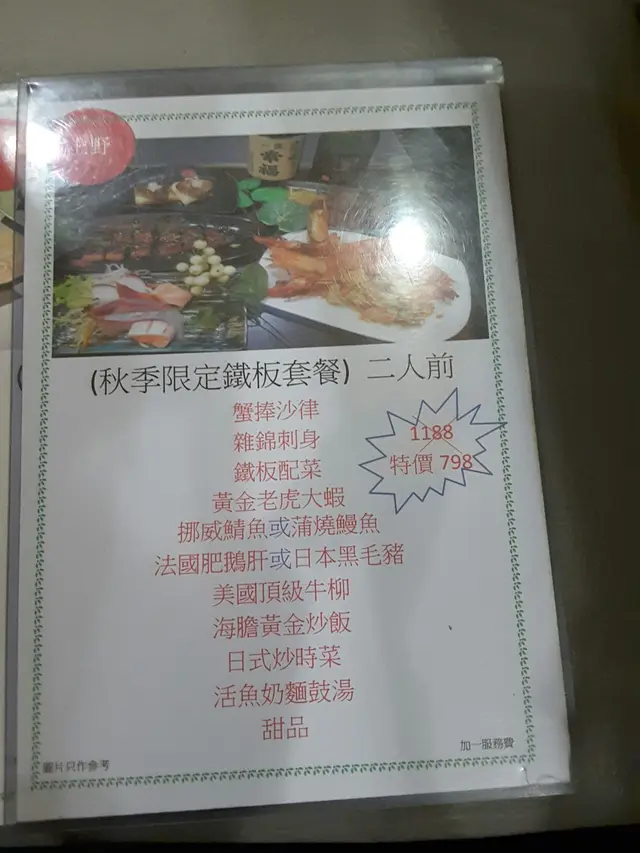 野
幸福
(秋季限定鐵板套餐) 二人前
1188
特價 798
蟹捧沙律
雜錦刺身
鐵板配菜
黃金老虎大蝦
挪威鯖魚或蒲燒鰻魚
法國肥鵝肝或日本黑毛豬
美國頂級牛柳
海膽黃金炒飯
日式炒時菜
活魚奶麵鼓湯
甜品
加一服務費
圖片只作參考